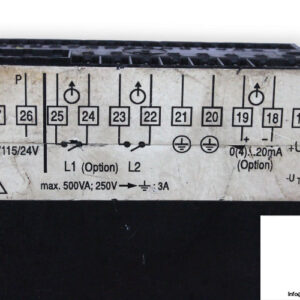 P
26 25 24 23 22 21 20 19 18
+ −
/115/24V L1 (Option) L2 0(4)...20mA
(Option)
max. 500VA; 250V : 3A